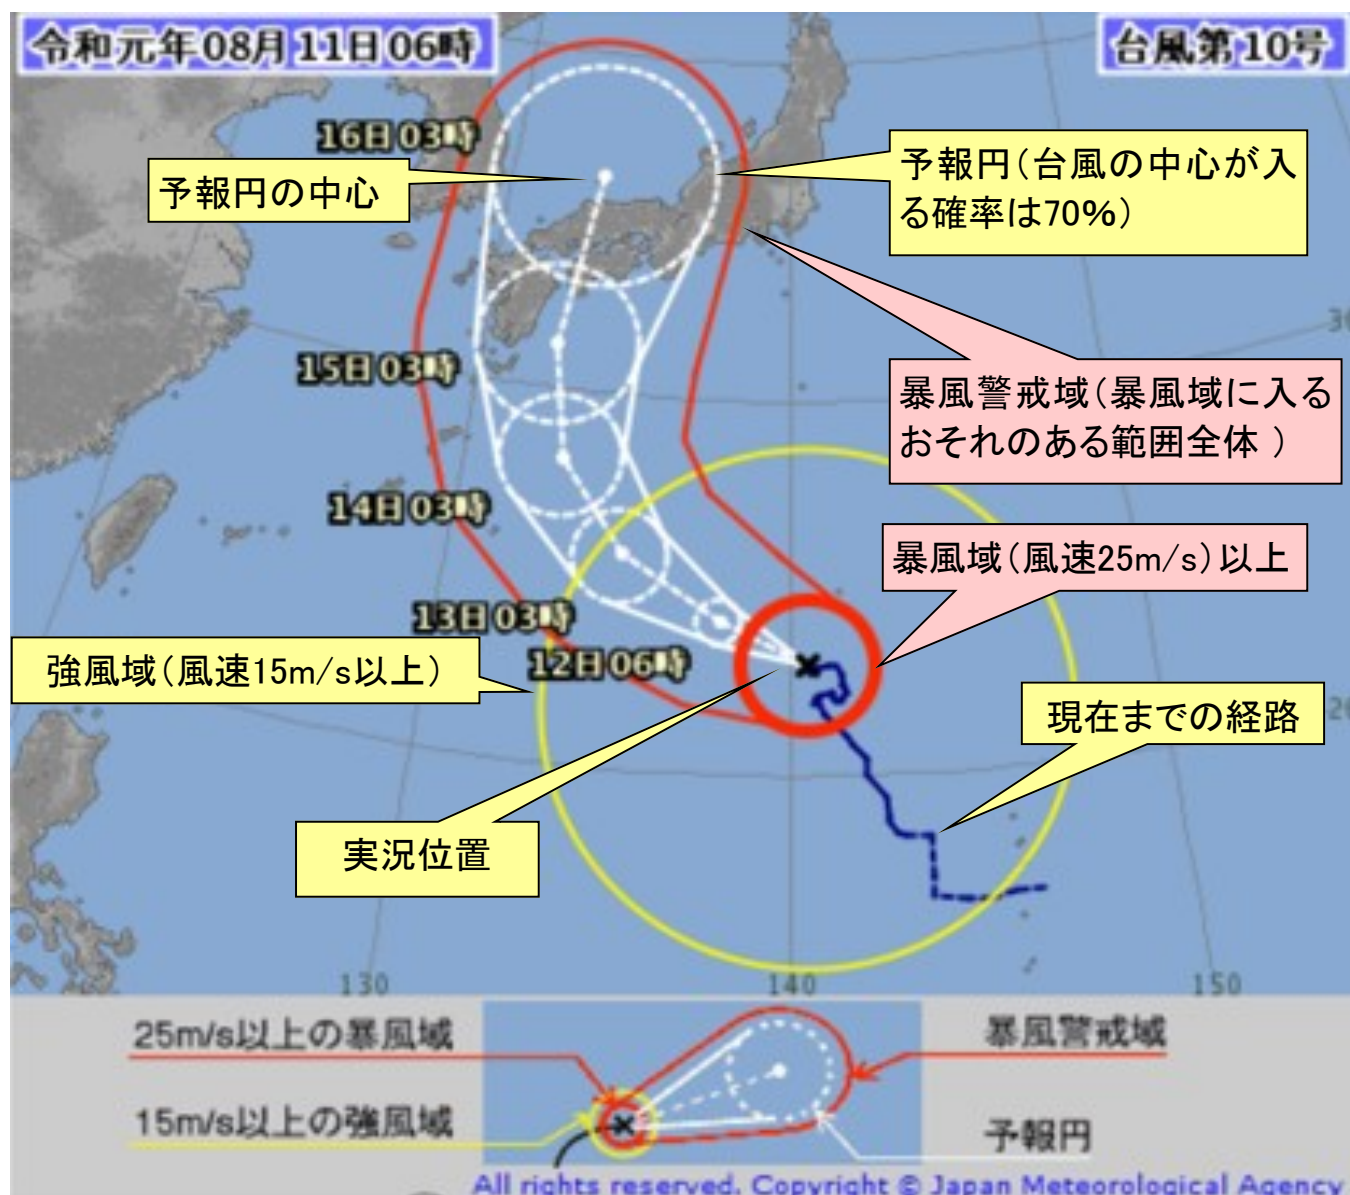 令和元年08月11日06時
台風第10号
16日03時
予報円の中心
予報円(台風の中心が入
る確率は70%)
30
15日03時
暴風警戒域(暴風域に入る
おそれのある範囲全体 )
14日03時
暴風域(風速25m/s)以上
13日03時
強風域(風速15m/s以上)
12日06時
現在までの経路
20
実況位置
130
140
150
25m/s以上の暴風域
暴風警戒域
15m/s以上の強風域
予報円
All rights reserved. Copyright © Japan Meteorological Agency